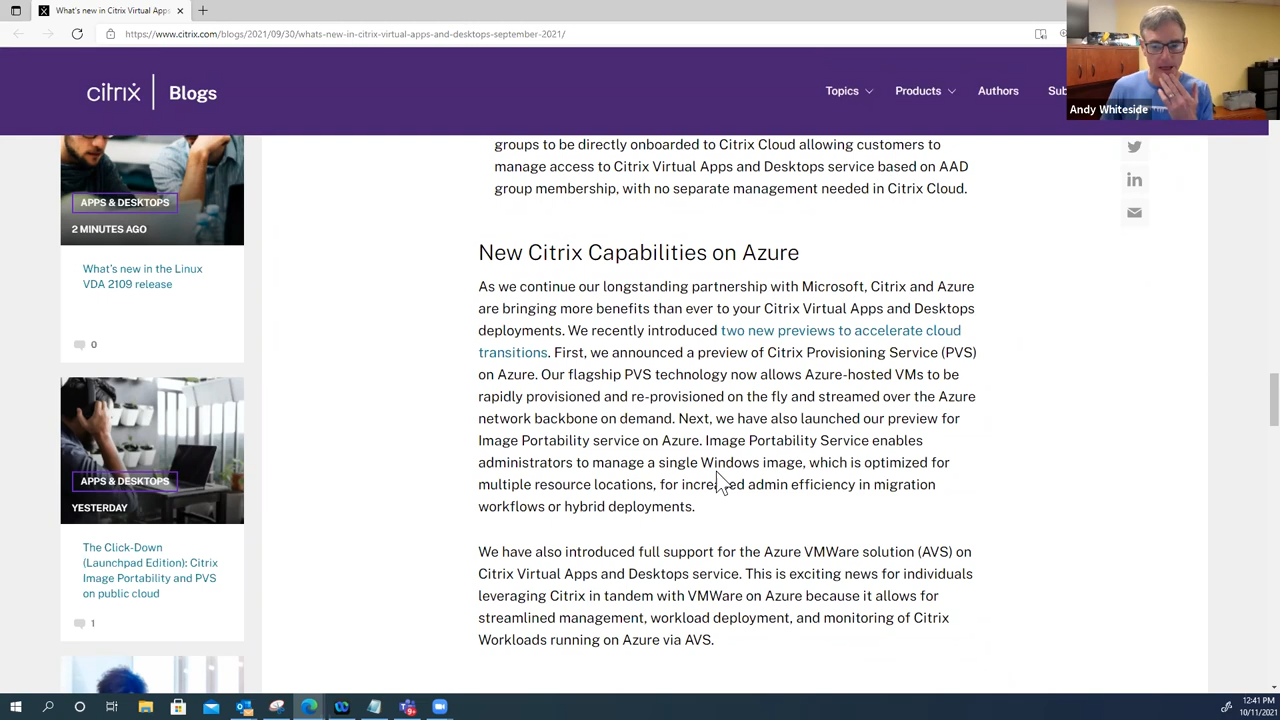 What's new in Citrix Virtual Apps
https://www.citrix.com/blogs/2021/09/30/whats-new-in-citrix-virtual-apps-and-desktops-september-2021/
citrix | Blogs
Topics
Products
Authors
Sub
Andy Whiteside
APPS & DESKTOPS
2 MINUTES AGO
What's new in the Linux
VDA 2109 release
0
APPS & DESKTOPS
YESTERDAY
The Click-Down
(Launchpad Edition): Citrix
Image Portability and PVS
on public cloud
1
groups to be directly onboarded to Citrix Cloud allowing customers to
manage access to Citrix Virtual Apps and Desktops service based on AAD
group membership, with no separate management needed in Citrix Cloud.
New Citrix Capabilities on Azure
As we continue our longstanding partnership with Microsoft, Citrix and Azure
are bringing more benefits than ever to your Citrix Virtual Apps and Desktops
deployments. We recently introduced two new previews to accelerate cloud
transitions. First, we announced a preview of Citrix Provisioning Service (PVS)
on Azure. Our flagship PVS technology now allows Azure-hosted VMs to be
rapidly provisioned and re-provisioned on the fly and streamed over the Azure
network backbone on demand. Next, we have also launched our preview for
Image Portability service on Azure. Image Portability Service enables
administrators to manage a single Windows image, which is optimized for
multiple resource locations, for increased admin efficiency in migration
workflows or hybrid deployments.
We have also introduced full support for the Azure VMWare solution (AVS) on
Citrix Virtual Apps and Desktops service. This is exciting news for individuals
leveraging Citrix in tandem with VMWare on Azure because it allows for
streamlined management, workload deployment, and monitoring of Citrix
Workloads running on Azure via AVS.
12:41 PM
10/11/2021